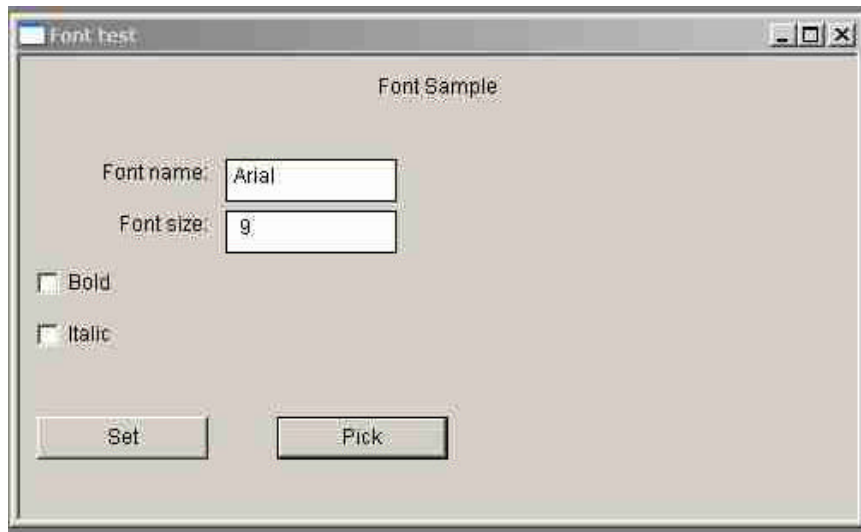 Font test
Font Sample
Font name: Arial
Font size: 9
Bold
Italic
Set Pick